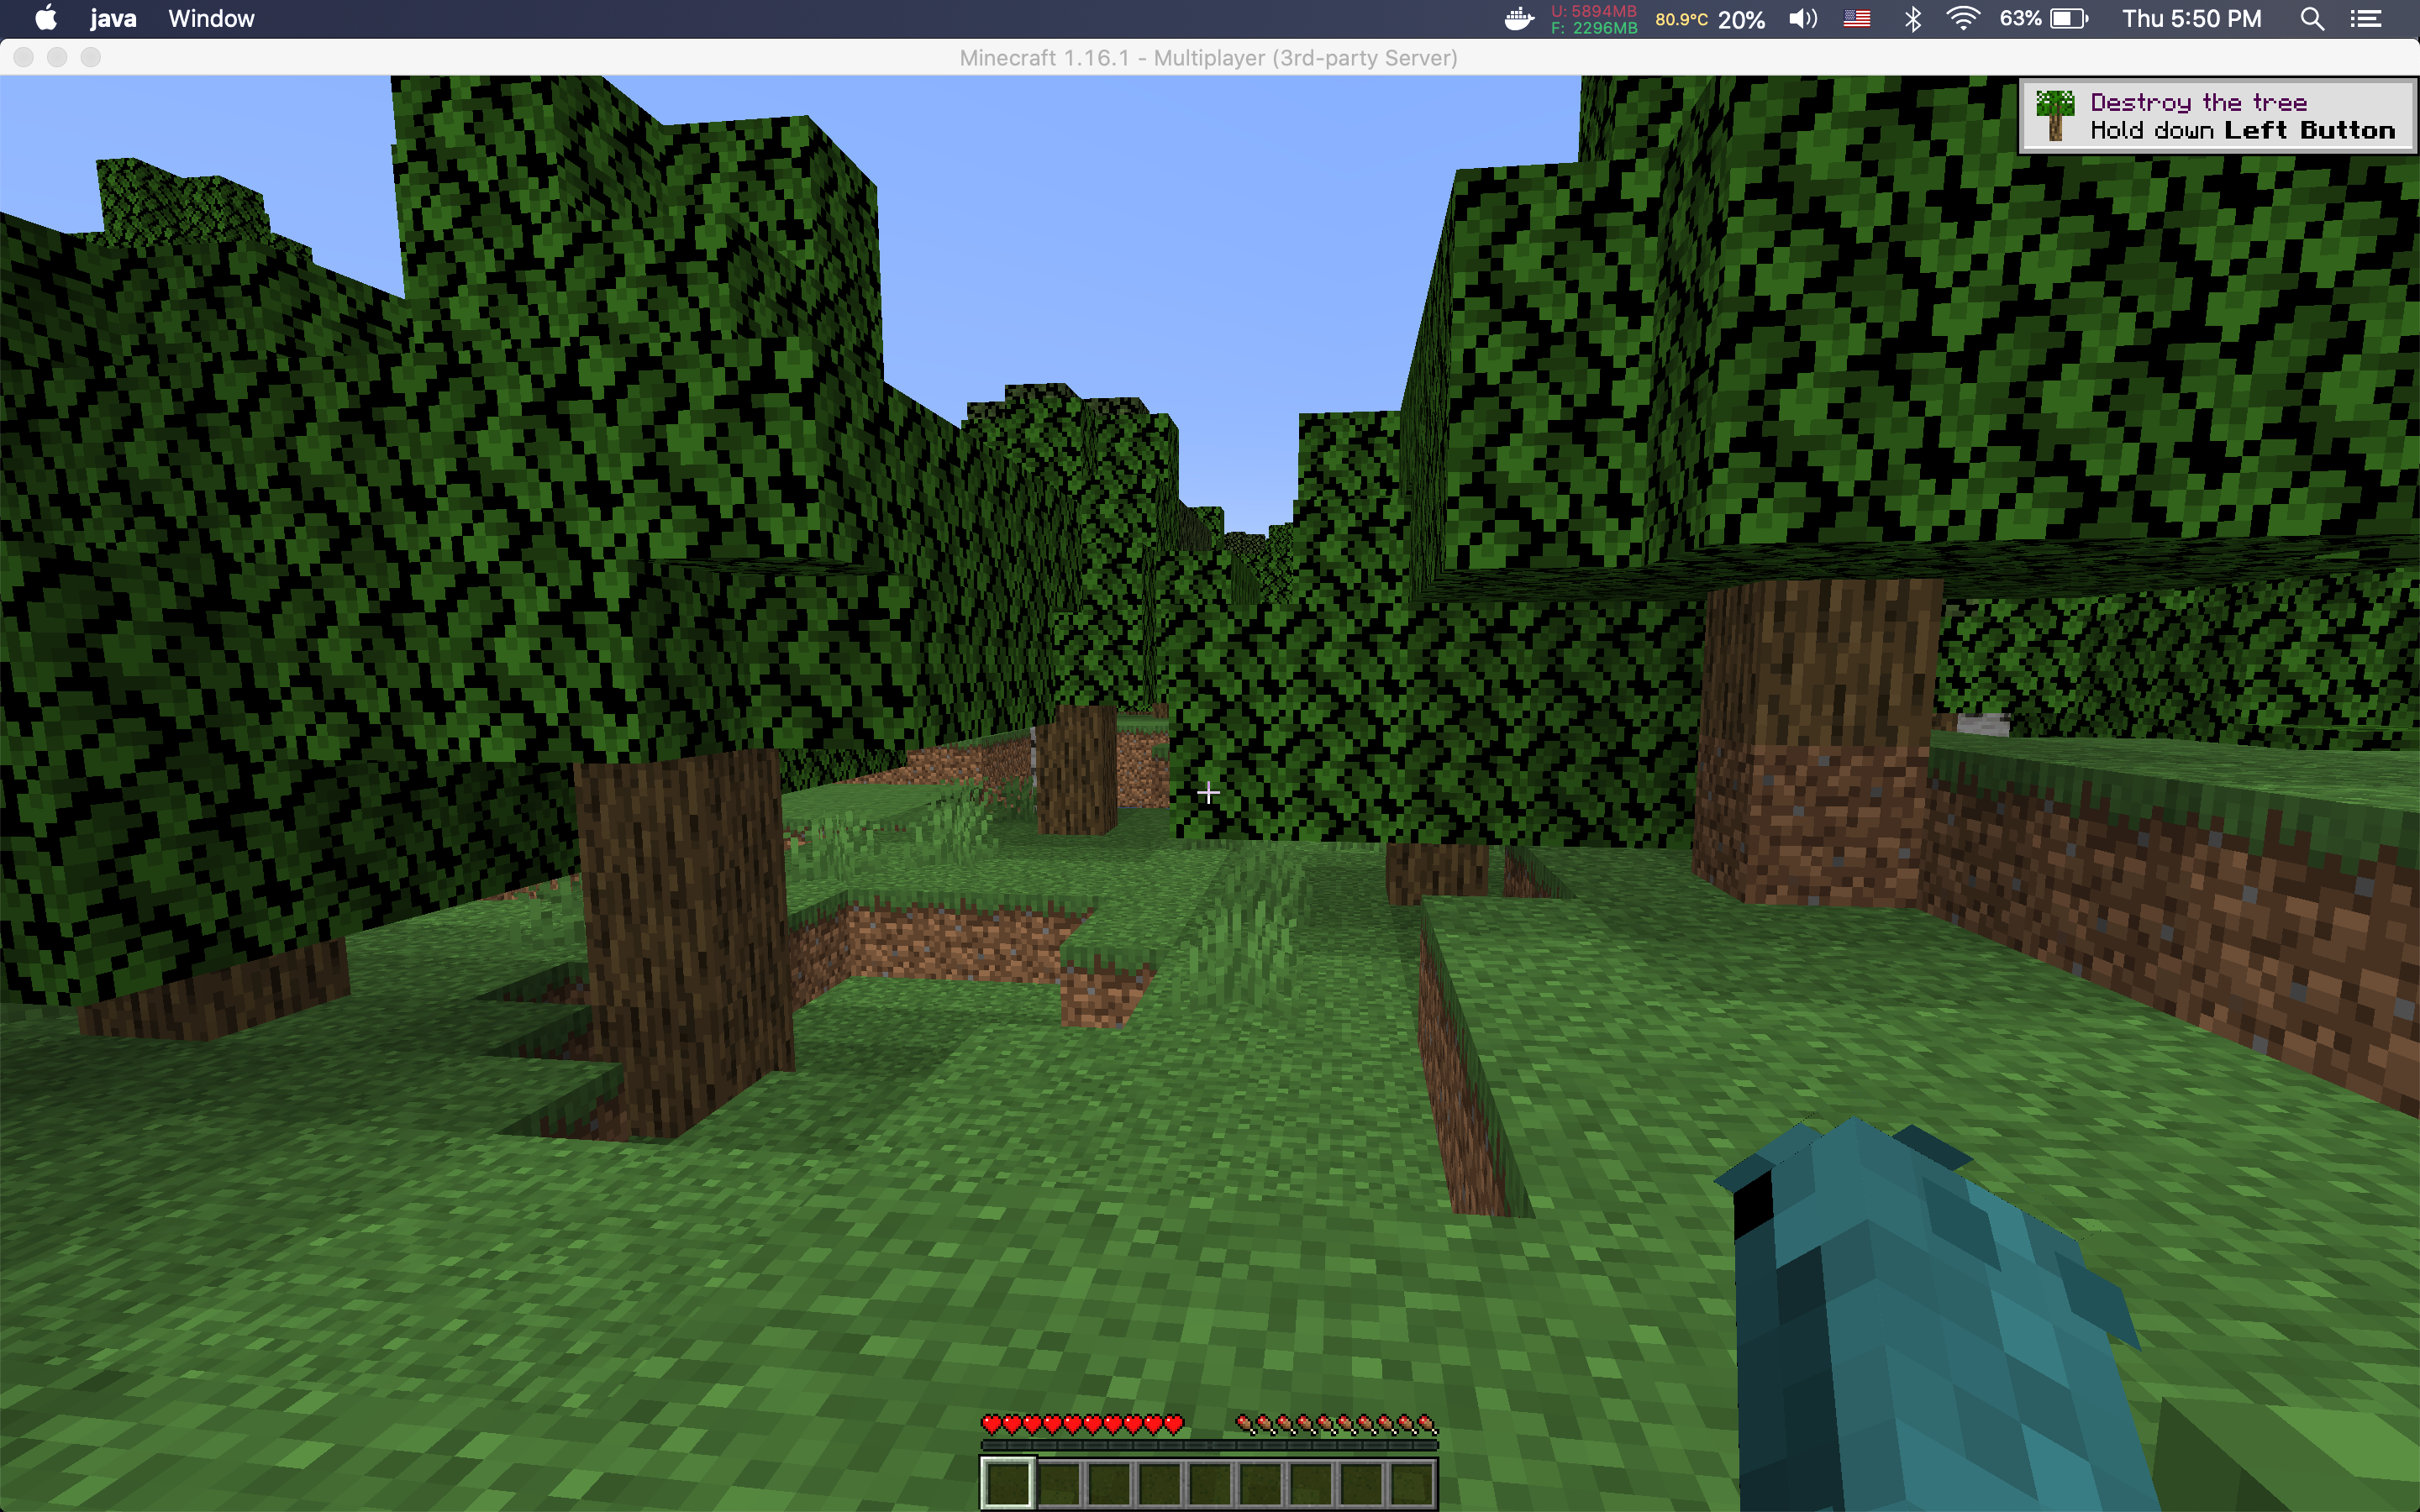 java Window U: 5894MB 80.9°C 20% 63% Thu 5:50 PM
F: 2296MB
Minecraft 1.16.1 - Multiplayer (3rd-party Server)
Destroy the tree
Hold down Left Button